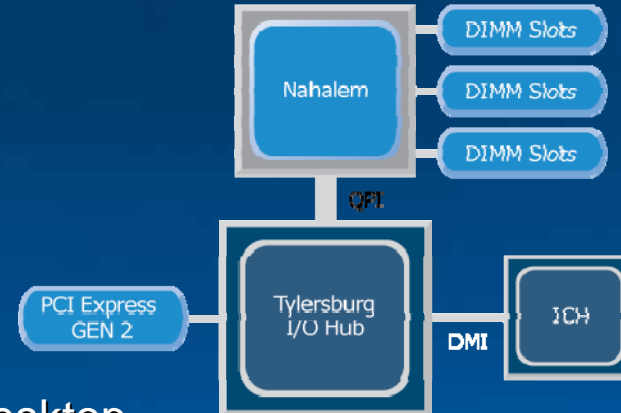 DIMM Slots
Nahalem
DIMM Slots
DIMM Slots
QPI
PCI Express
GEN 2
Tylersburg
I/O Hub
DMI
ICH